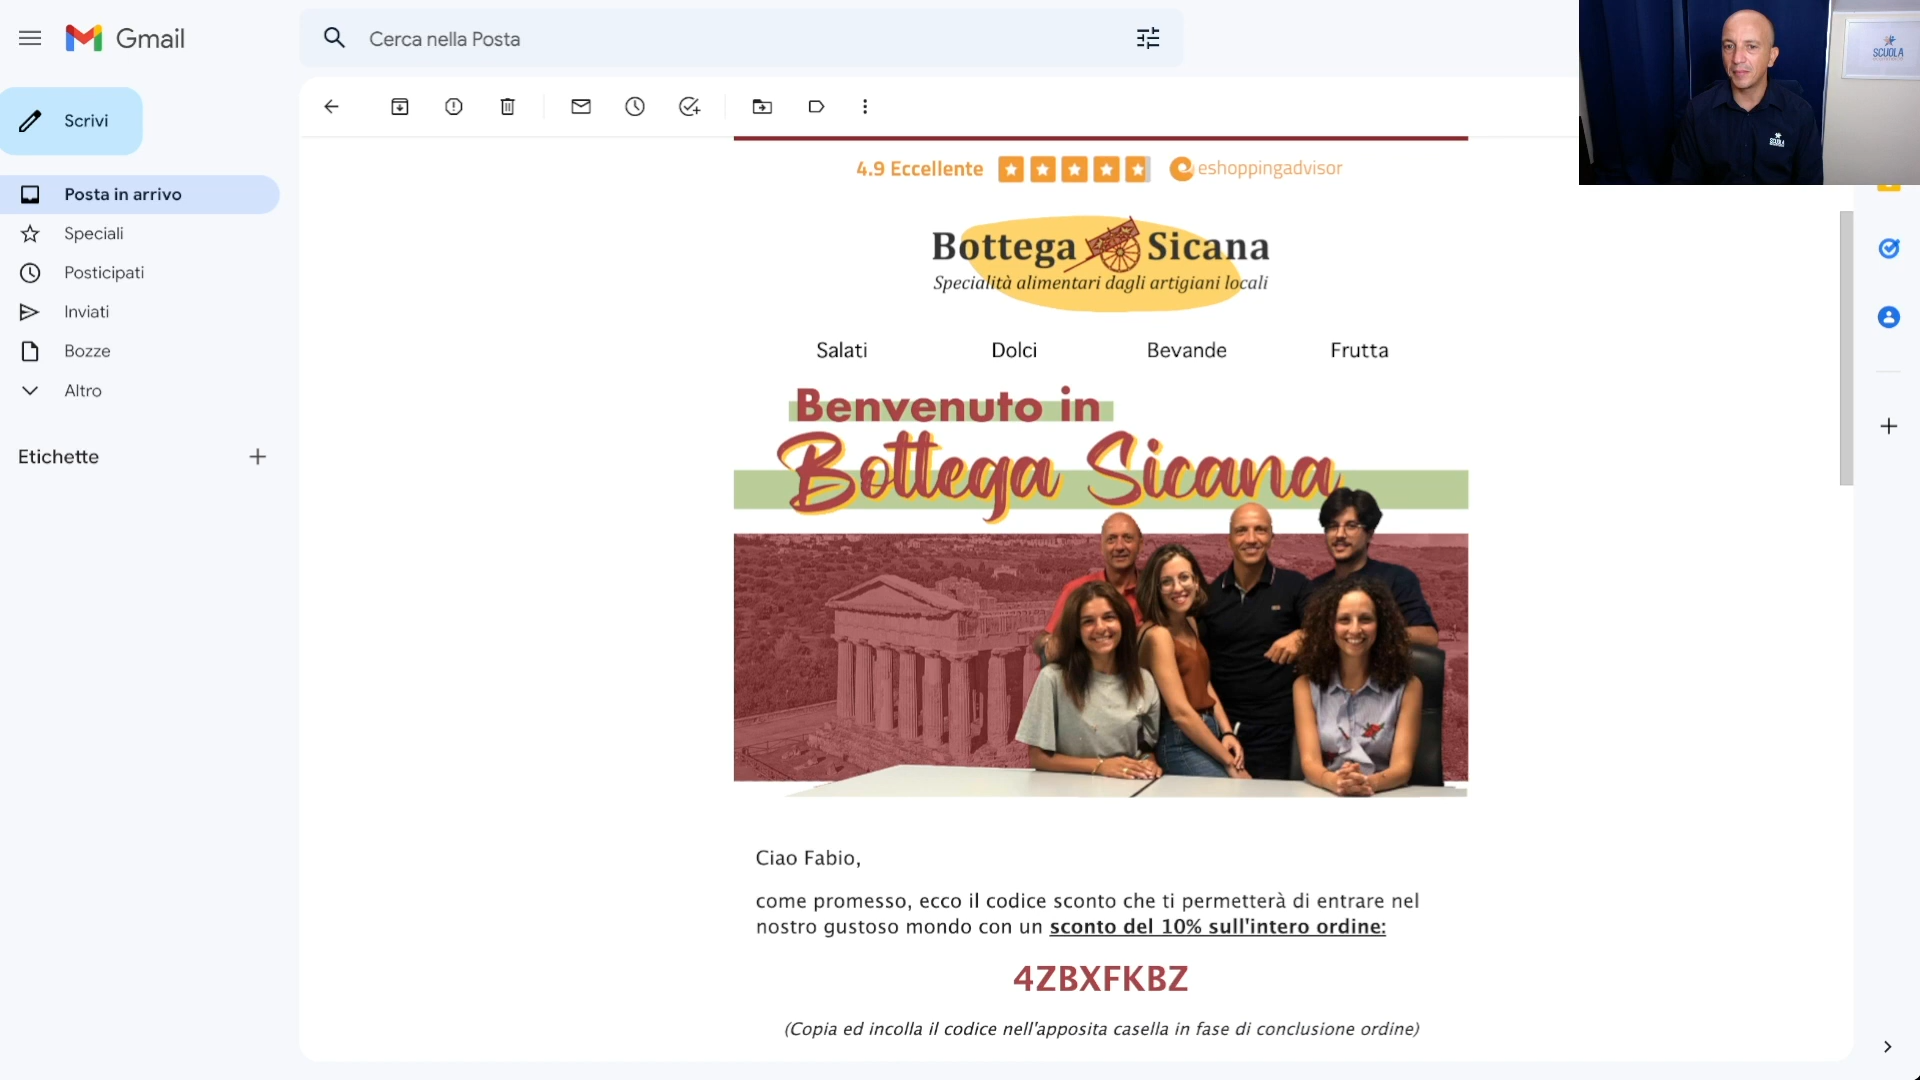 Gmail
Cerca nella Posta
SCUOLA
Scrivi
SCUOLA
4.9 Eccellente
eshoppingadvisor
Posta in arrivo
Speciali
Bottega Sicana
Specialità alimentari dagli artigiani locali
Posticipati
Inviati
Bozze
Salati Dolci Bevande Frutta
Altro
Benvenuto in
Bottega Sicana
Etichette
Ciao Fabio,
come promesso, ecco il codice sconto che ti permetterà di entrare nel
nostro gustoso mondo con un sconto del 10% sull'intero ordine:
4ZBXFKBZ
(Copia ed incolla il codice nell'apposita casella in fase di conclusione ordine)